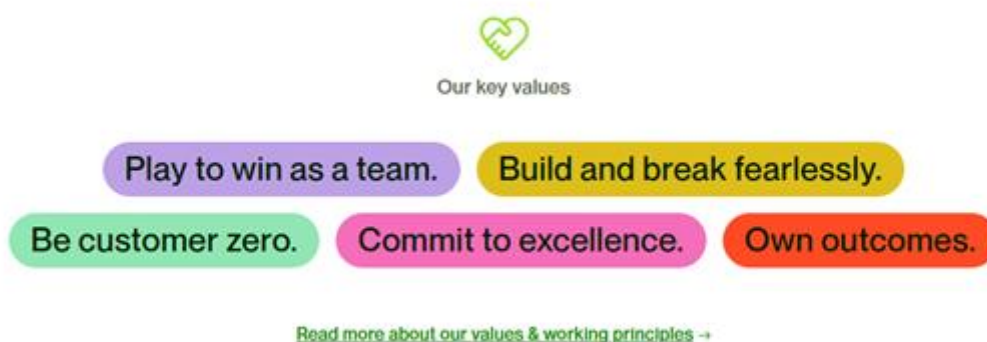 Our key values
Play to win as a team. Build and break fearlessly.
Be customer zero. Commit to excellence. Own outcomes.
Read more about our values & working principles →